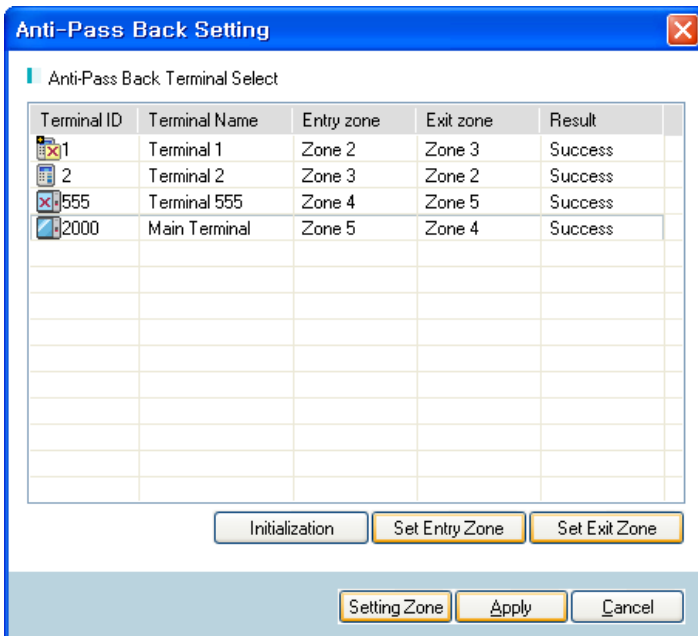 Anti-Pass Back Setting
Anti-Pass Back Terminal Select
Terminal ID Terminal Name Entry zone Exit zone Result
1 Terminal 1 Zone 2 Zone 3 Success
2 Terminal 2 Zone 3 Zone 2 Success
555 Terminal 555 Zone 4 Zone 5 Success
2000 Main Terminal Zone 5 Zone 4 Success
Initialization Set Entry Zone Set Exit Zone
Setting Zone Apply Cancel